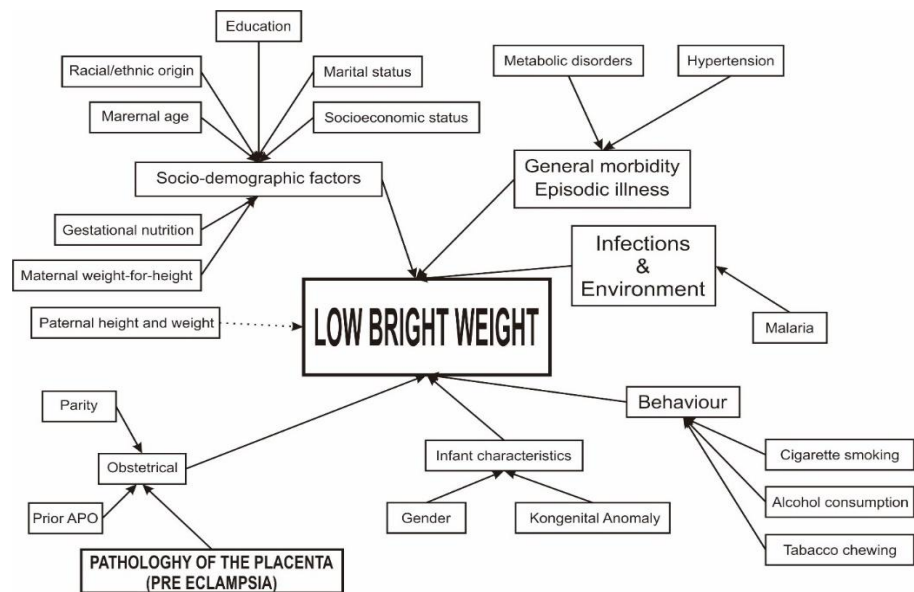 Education
Racial/ethnic origin
Marital status
Metabolic disorders
Hypertension
Marernal age
Socioeconomic status
Socio-demographic factors
General morbidity
Episodic illness
Gestational nutrition
Maternal weight-for-height
Infections
&
Environment
Paternal height and weight
LOW BRIGHT WEIGHT
Malaria
Parity
Behaviour
Obstetrical
Infant characteristics
Cigarette smoking
Prior APO
Gender
Kongenital Anomaly
Alcohol consumption
Tabacco chewing
PATHOLOGHY OF THE PLACENTA
(PRE ECLAMPSIA)